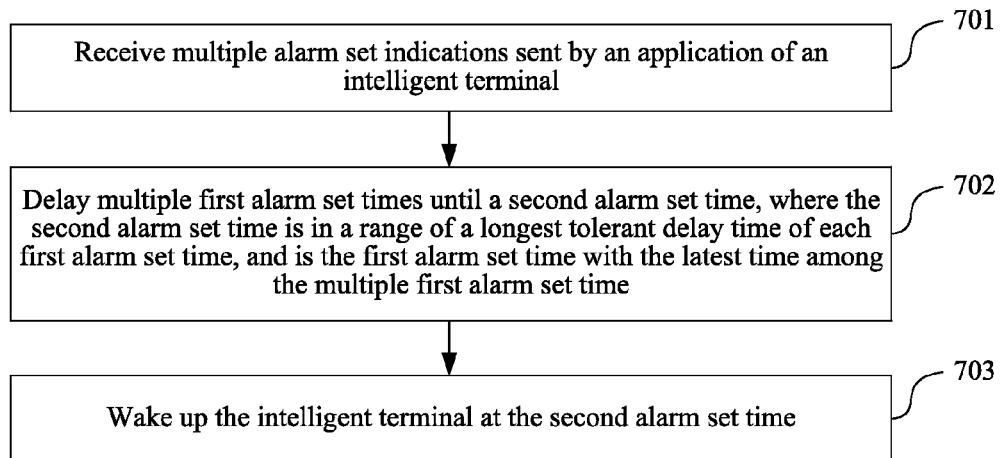 701
Receive multiple alarm set indications sent by an application of an
intelligent terminal
702
Delay multiple first alarm set times until a second alarm set time, where the
second alarm set time is in a range of a longest tolerant delay time of each
first alarm set time, and is the first alarm set time with the latest time among
the multiple first alarm set time
703
Wake up the intelligent terminal at the second alarm set time